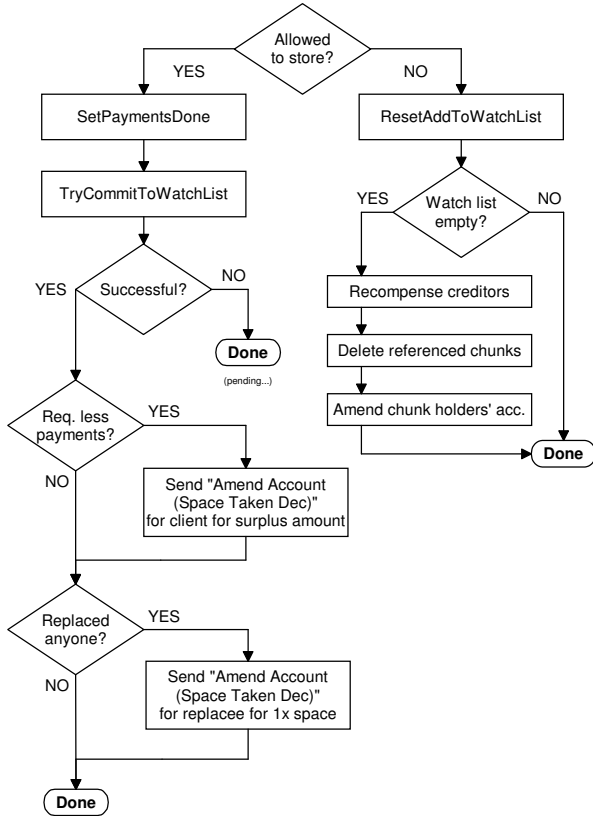 Allowed
to store?
YES
NO
SetPaymentsDone
ResetAddToWatchList
TryCommitToWatchList
YES
Watch list
empty?
NO
YES
Successful?
NO
Recompense creditors
Done
(pending...)
Delete referenced chunks
Amend chunk holders' acc.
Req. less
payments?
YES
Done
NO
Send "Amend Account
(Space Taken Dec)"
for client for surplus amount
Replaced
anyone?
YES
NO
Send "Amend Account
(Space Taken Dec)"
for replacee for 1x space
Done